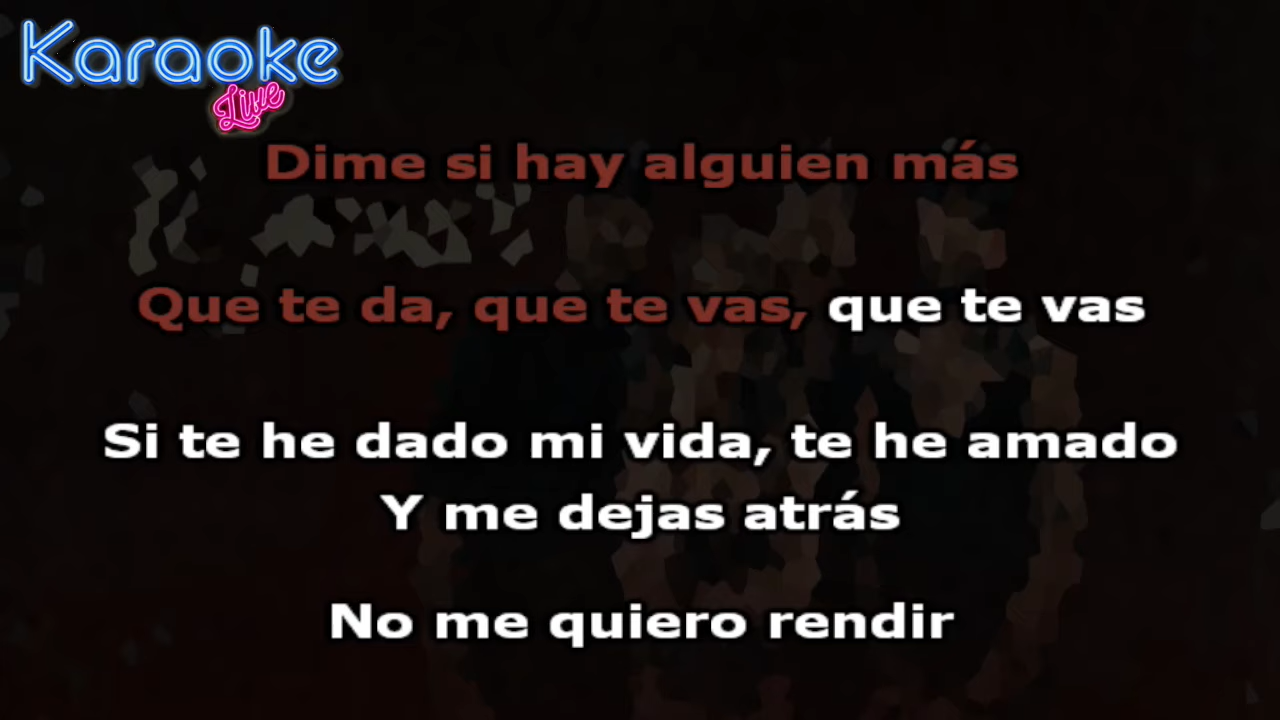 Karaoke
Live
Dime si hay alguien más
Que te da, que te vas, que te vas
Si te he dado mi vida, te he amado
Y me dejas atrás
No me quiero rendir